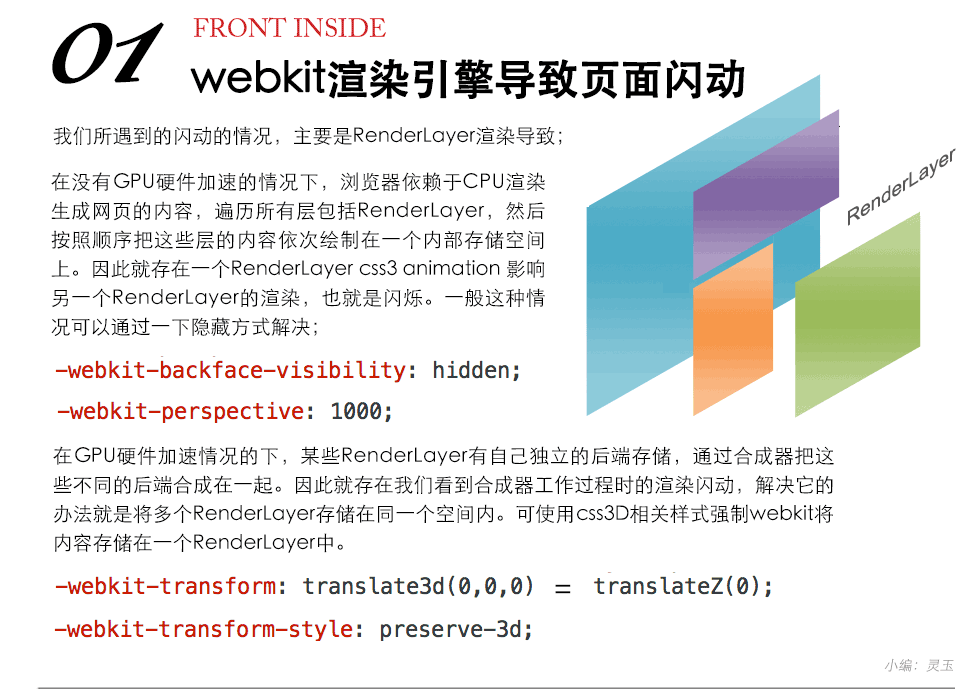 01
FRONT INSIDE
webkit渲染引擎导致页面闪动
我们所遇到的闪动的情况，主要是RenderLayer渲染导致；
在没有GPU硬件加速的情况下，浏览器依赖于CPU渲染
生成网页的内容，遍历所有层包括RenderLayer，然后
按照顺序把这些层的内容依次绘制在一个内部存储空间
上。因此就存在一个RenderLayer css3 animation 影响
另一个RenderLayer的渲染，也就是闪烁。一般这种情
况可以通过一下隐藏方式解决；
RenderLayer
-webkit-backface-visibility: hidden;
-webkit-perspective: 1000;
在GPU硬件加速情况的下，某些RenderLayer有自己独立的后端存储，通过合成器把这
些不同的后端合成在一起。因此就存在我们看到合成器工作过程时的渲染闪动，解决它的
办法就是将多个RenderLayer存储在同一个空间内。可使用css3D相关样式强制webkit将
内容存储在一个RenderLayer中。
-webkit-transform: translate3d(0,0,0) = translateZ(0);
-webkit-transform-style: preserve-3d;
小编：灵玉